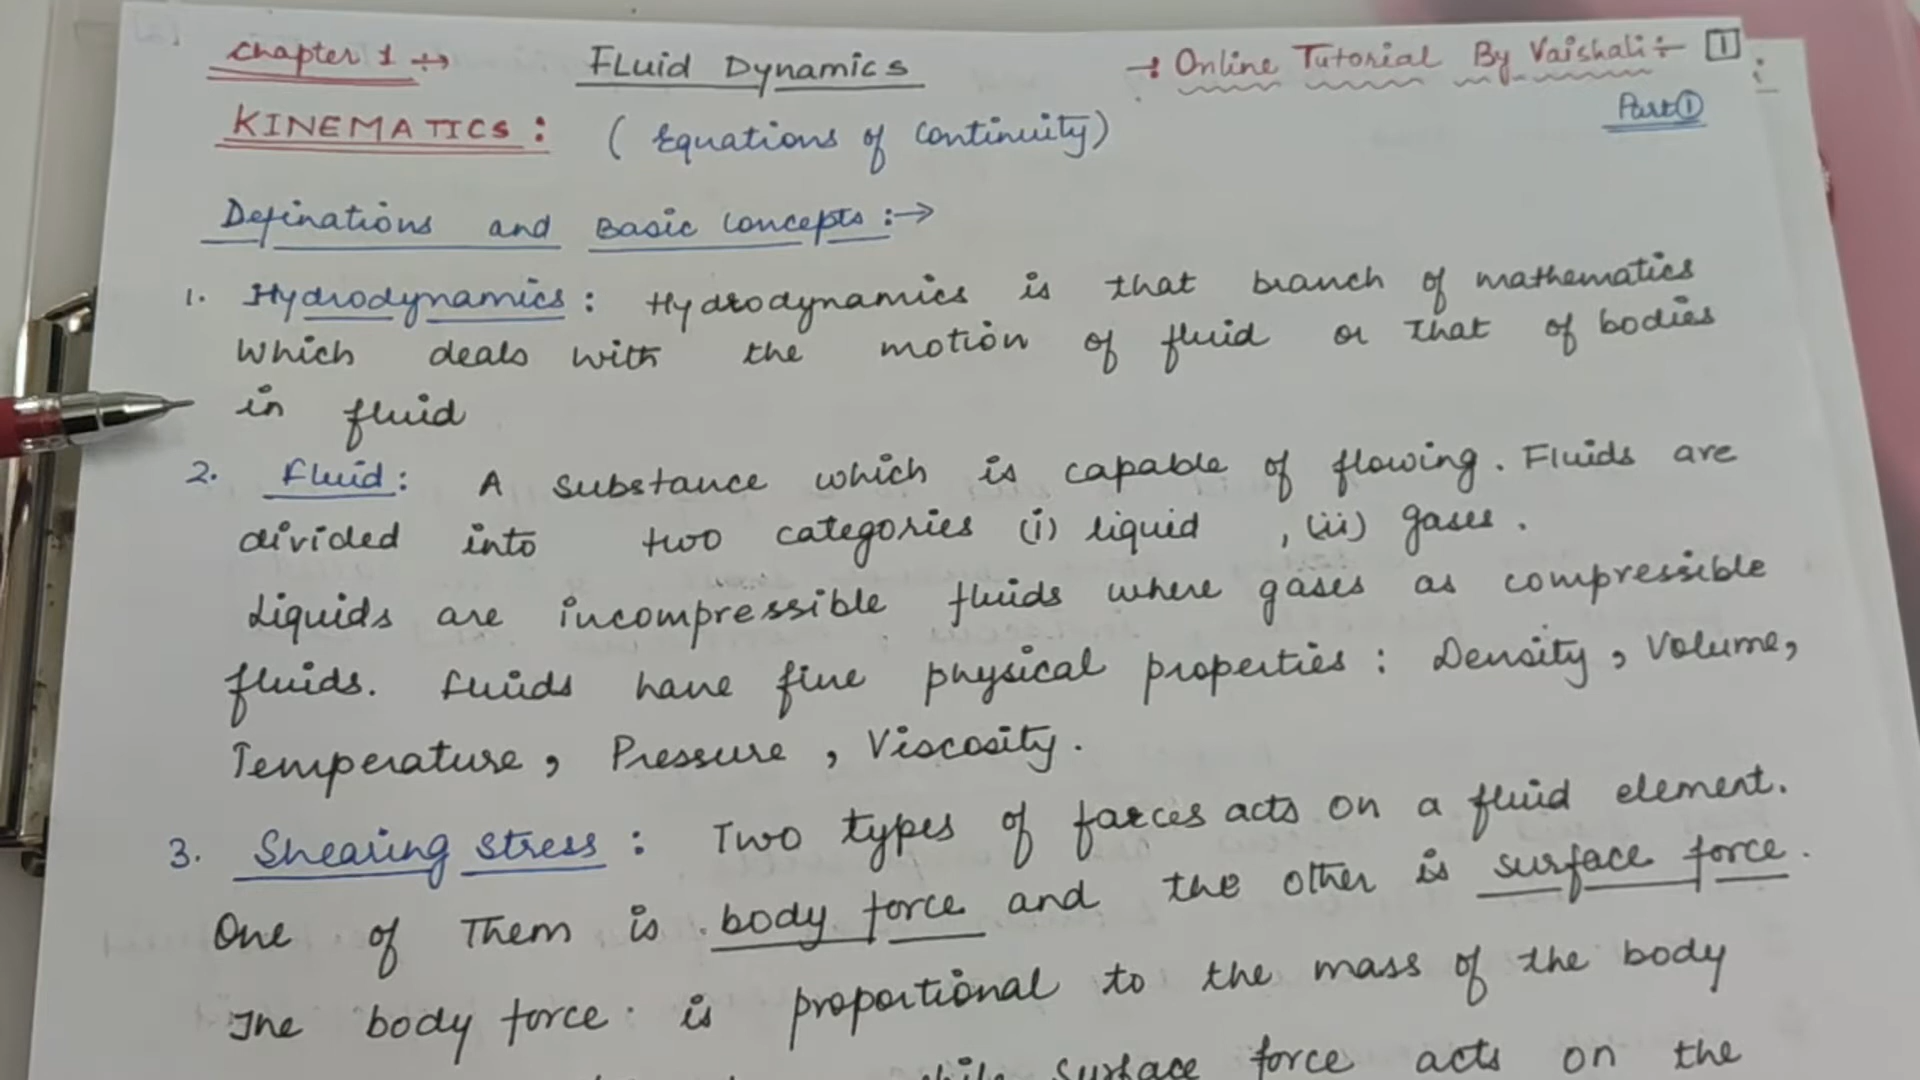 Chapter 1 → Fluid Dynamics → Online Tutorial By Vaishali ÷ 1
KINEMATICS : ( Equations of Continuity) Part ①
Definations and Basic Concepts :→
1. Hydrodynamics : Hydrodynamics is that branch of mathematics
Which deals with the motion of fluid or that of bodies
in fluid
2. Fluid : A substance which is capable of flowing. Fluids are
divided into two categories (i) liquid , (ii) gases .
Liquids are incompressible fluids where gases as compressible
fluids. Fluids have five physical properties : Density , Volume,
Temperature , Pressure , Viscosity .
3. Shearing stress : Two types of forces acts on a fluid element.
One of Them is body force and the other is surface force .
The body force is proportional to the mass of the body
surface force acts on the